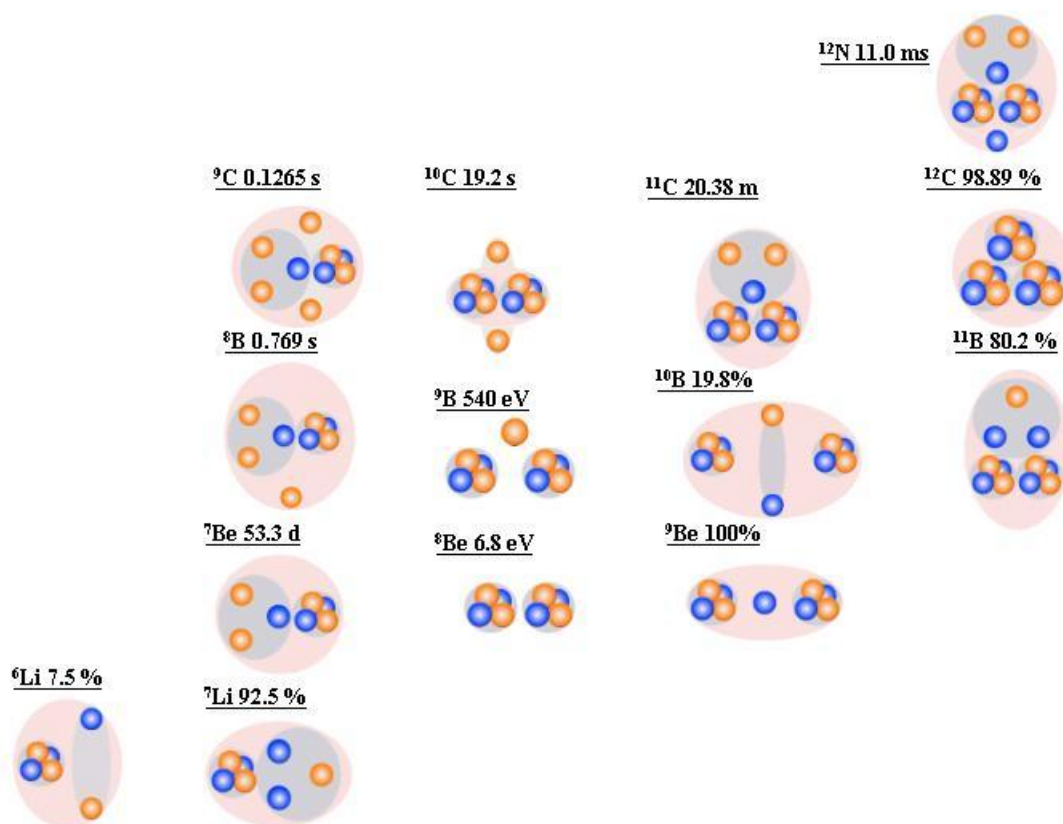 ¹²N 11.0 ms
⁹C 0.1265 s
¹⁰C 19.2 s
¹¹C 20.38 m
¹²C 98.89 %
⁸B 0.769 s
⁹B 540 eV
¹⁰B 19.8%
¹¹B 80.2 %
⁷Be 53.3 d
⁸Be 6.8 eV
⁹Be 100%
⁶Li 7.5 %
⁷Li 92.5 %